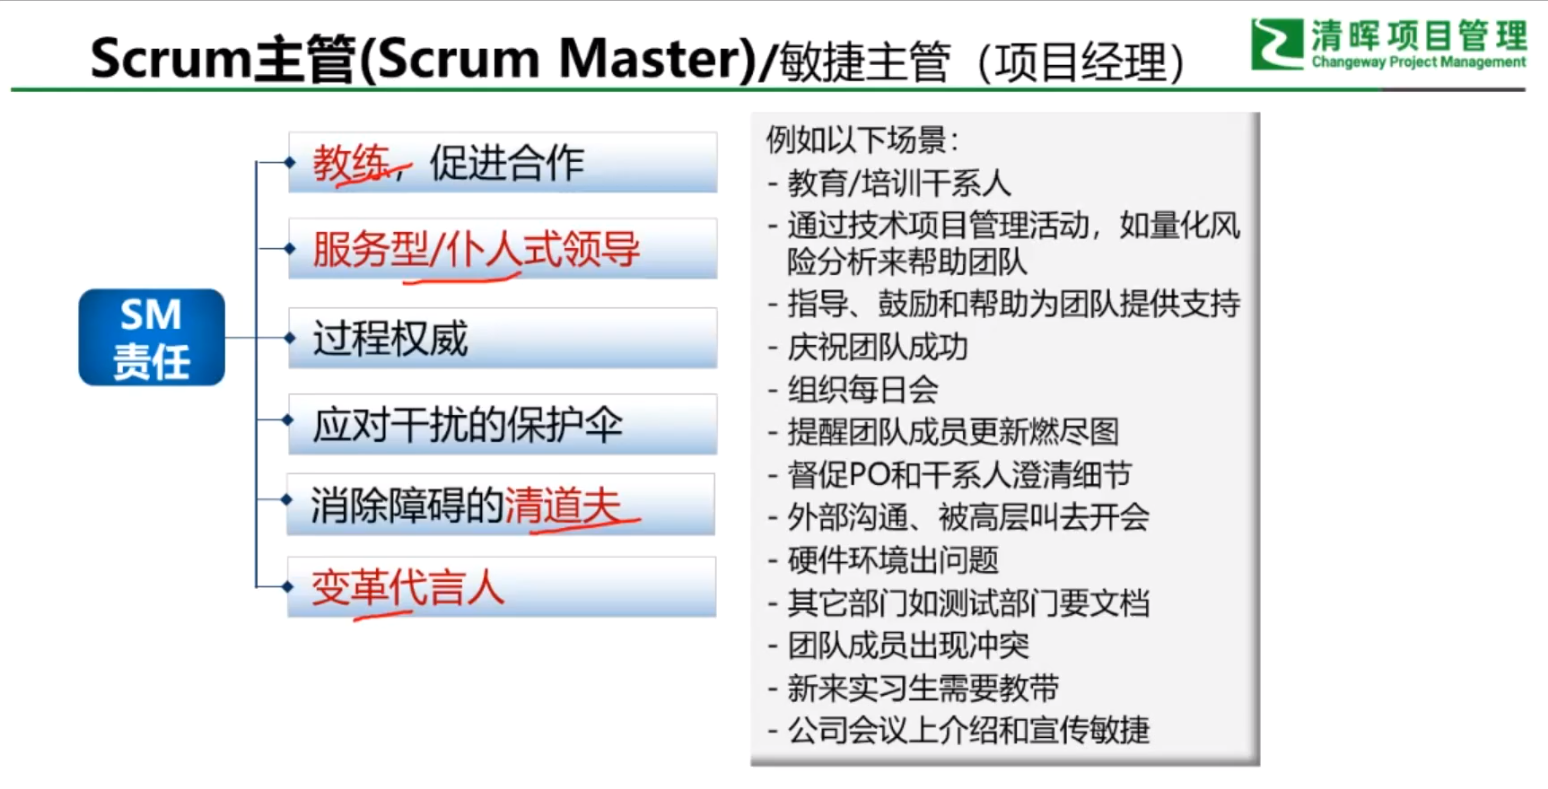 Scrum主管(Scrum Master)/敏捷主管（项目经理）
清晖项目管理
Changeway Project Management
SM
责任
教练，促进合作
服务型/仆人式领导
过程权威
应对干扰的保护伞
消除障碍的清道夫
变革代言人
例如以下场景：
- 教育/培训干系人
- 通过技术项目管理活动，如量化风
险分析来帮助团队
- 指导、鼓励和帮助为团队提供支持
- 庆祝团队成功
- 组织每日会
- 提醒团队成员更新燃尽图
- 督促PO和干系人澄清细节
- 外部沟通、被高层叫去开会
- 硬件环境出问题
- 其它部门如测试部门要文档
- 团队成员出现冲突
- 新来实习生需要教带
- 公司会议上介绍和宣传敏捷